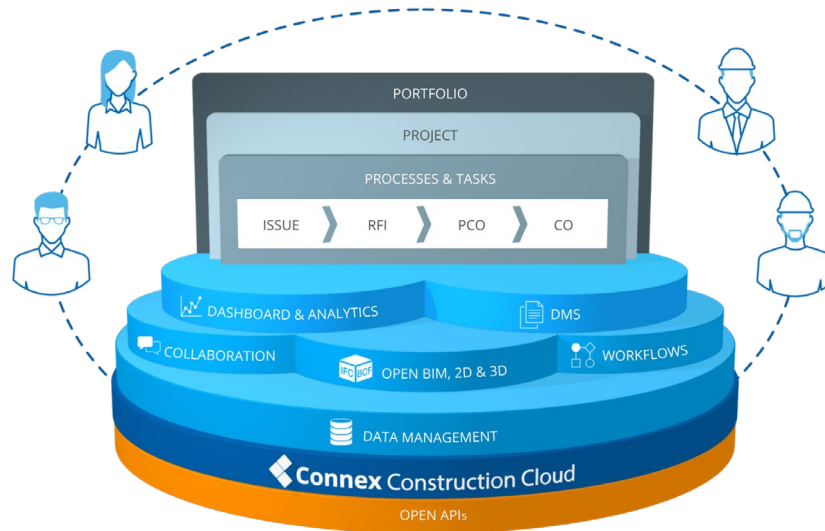 PORTFOLIO
PROJECT
PROCESSES & TASKS
ISSUE
RFI
PCO
CO
DASHBOARD & ANALYTICS
DMS
COLLABORATION
IFC BCF
OPEN BIM, 2D & 3D
WORKFLOWS
DATA MANAGEMENT
Connex Construction Cloud
OPEN APIs